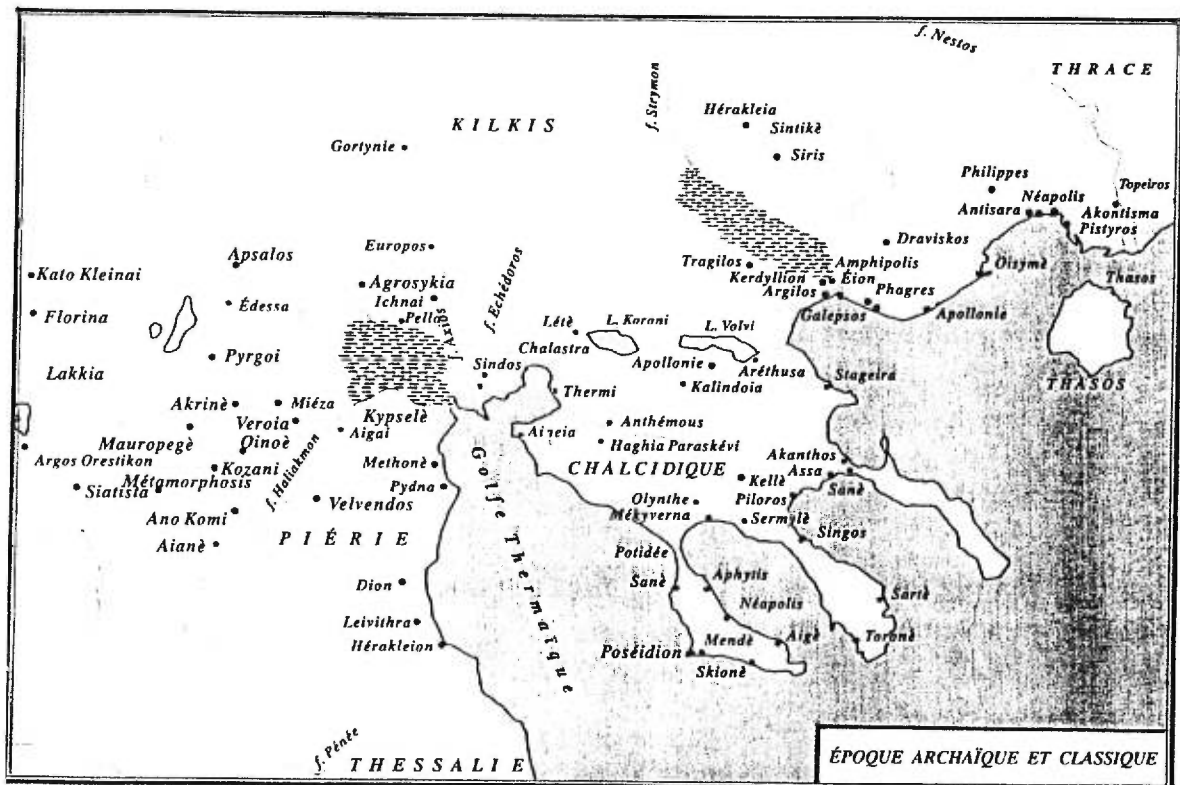 f. Nestos
THRACE
f. Strymon
Hérakleia
Sintikè
KILKIS
Gortynie
Siris
Philippes
Topeiros
Néapolis
Antisara
Akontisma
Pistyros
Draviskos
Europos
Apsalos
Tragilos
Amphipolis
Oisymè
Kato Kleinai
Kerdyllion
Éion
Thasos
Agrosykia
Argilos
Phagres
Ichnai
f. Echédoros
Édessa
Galepsos
Apollonie
Florina
Pella
f. Axios
L. Koroni
L. Volvi
Létè
Chalastra
Pyrgoi
Sindos
Apollonie
Aréthusa
Lakkia
Kalindoia
Stageira
THASOS
Thermi
Akrinè
Miéza
Kypselè
Veroia
Anthémous
Aigai
Aineia
Mauropegè
Oinoè
Haghia Paraskévi
Argos Orestikon
Akanthos
Kozani
Methonè
CHALCIDIQUE
Assa
Métamorphosis
f. Haliakmon
Kellè
Sanè
Siatista
Pydna
Piloros
Velvendos
Olynthe
Mékyverna
Sermylè
Ano Komi
Singos
PIÉRIE
Golfe Thermaïque
Aianè
Potidée
Dion
Sanè
Aphytis
Sartè
Néapolis
Leivithra
Hérakleion
Mendè
Aigè
Toronè
Poséidion
Skionè
f. Pénée
THESSALIE
ÉPOQUE ARCHAÏQUE ET CLASSIQUE